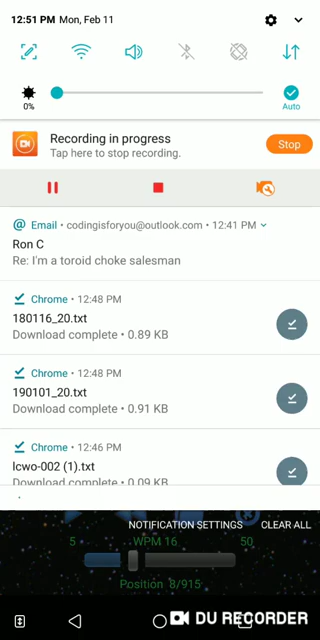 12:51 PM Mon, Feb 11
0%
Auto
Recording in progress
Tap here to stop recording.
Stop
@ Email • codingisforyou@outlook.com • 12:41 PM
Ron C
Re: I'm a toroid choke salesman
Chrome • 12:48 PM
180116_20.txt
Download complete • 0.89 KB
Chrome • 12:48 PM
190101_20.txt
Download complete • 0.91 KB
Chrome • 12:46 PM
lcwo-002 (1).txt
Download complete • 0.09 KB
NOTIFICATION SETTINGS CLEAR ALL
5 WPM 16 50
Position 8/915
DU RECORDER